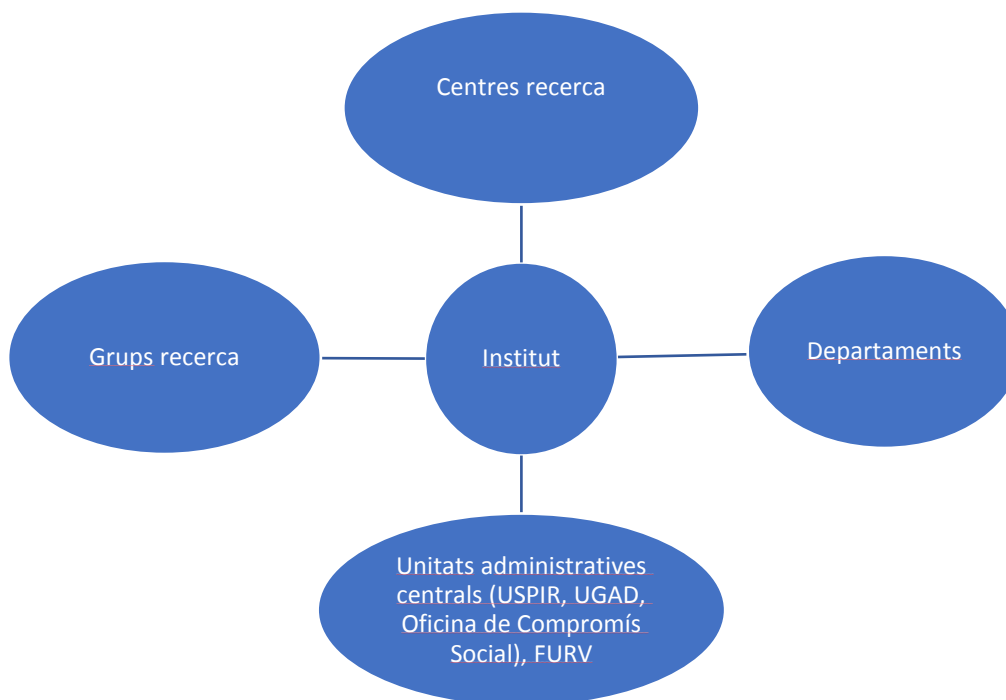 Centres recerca
Grups recerca
Institut
Departaments
Unitats administratives
centrals (USPIR, UGAD,
Oficina de Compromís
Social), FURV